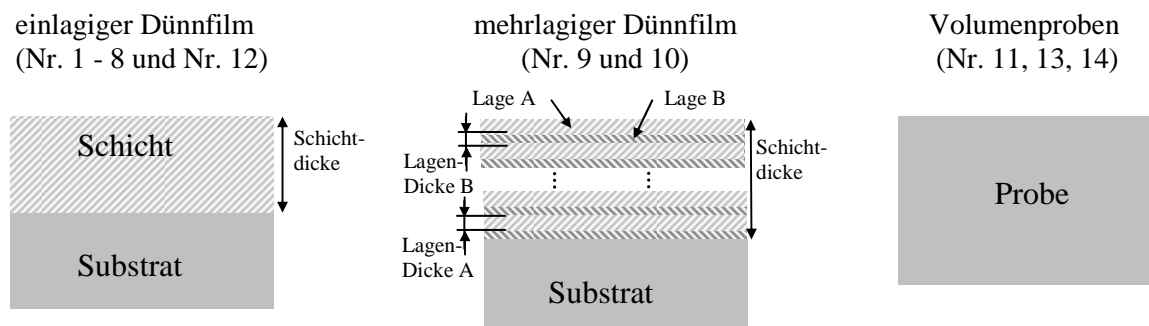 einlagiger Dünnfilm
(Nr. 1 - 8 und Nr. 12)
Schicht
Schicht-
dicke
Substrat
mehrlagiger Dünnfilm
(Nr. 9 und 10)
Lage A
Lage B
Lagen-
Dicke B
Schicht-
dicke
Lagen-
Dicke A
Substrat
Volumenproben
(Nr. 11, 13, 14)
Probe